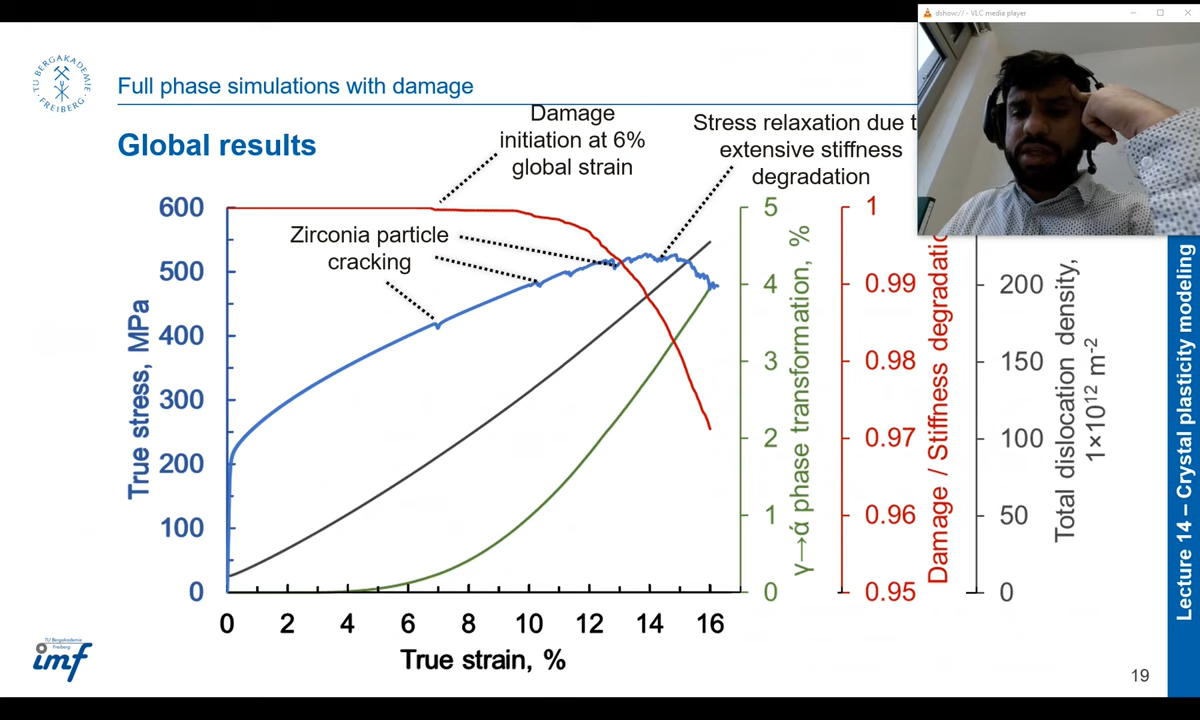 dshow:// - VLC media player
TU BERGAKADEMIE
FREIBERG
Full phase simulations with damage
Global results
Damage
initiation at 6%
global strain
Stress relaxation due t
extensive stiffness
degradation
Zirconia particle
cracking
True stress, MPa
600
500
400
300
200
100
0
0 2 4 6 8 10 12 14 16
True strain, %
5
4
3
2
1
0
γ→ά phase transformation, %
1
0.99
0.98
0.97
0.96
0.95
Damage / Stiffness degradatio
200
150
100
50
0
Total dislocation density,
1×10¹² m⁻²
Lecture 14 – Crystal plasticity modeling
TU Bergakademie
Freiberg
imf
19